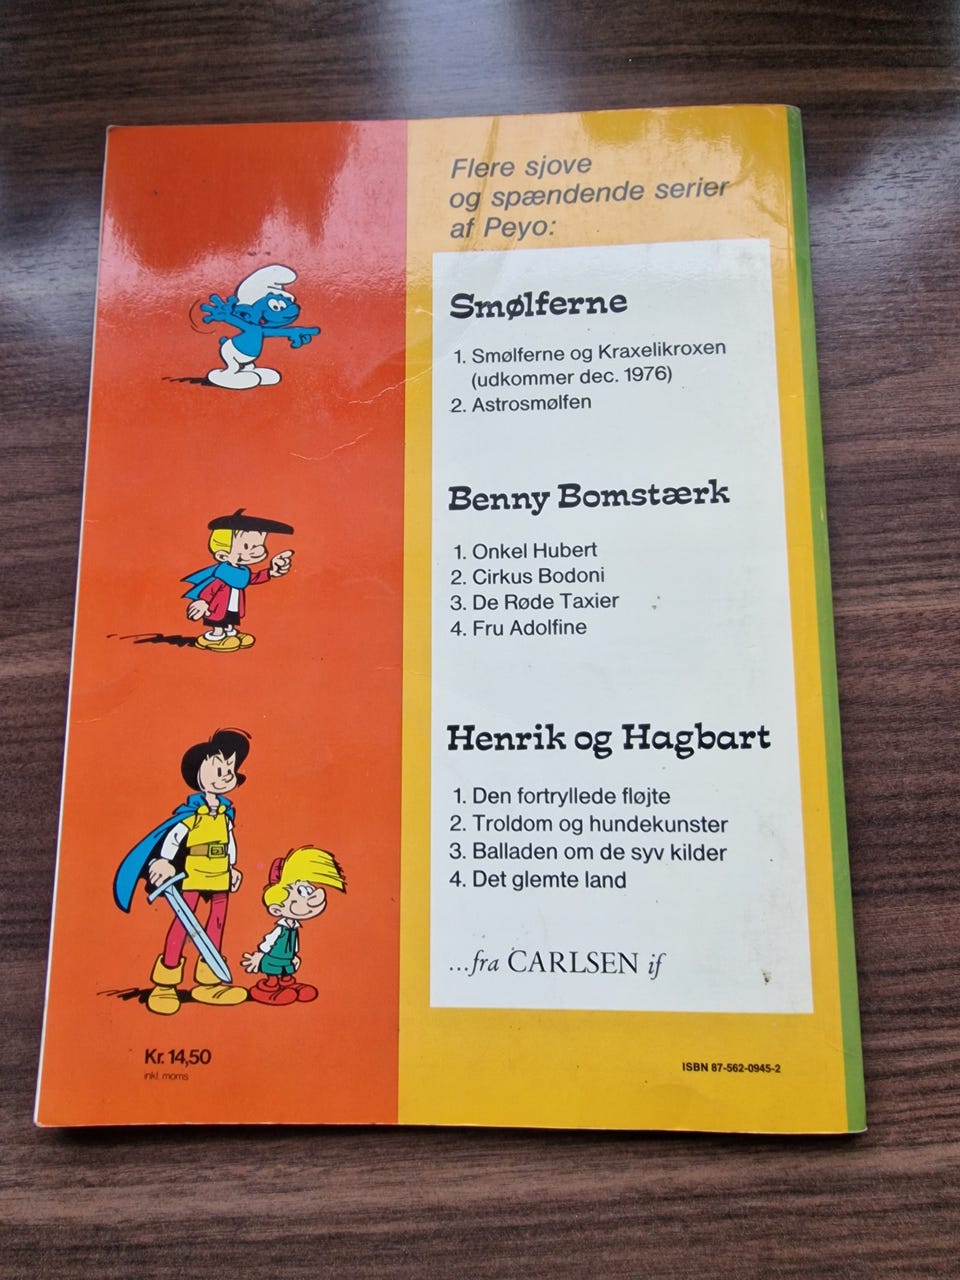 Flere sjove
og spændende serier
af Peyo:
Smølferne
1. Smølferne og Kraxelikroxen
(udkommer dec. 1976)
2. Astrosmølfen
Benny Bomstærk
1. Onkel Hubert
2. Cirkus Bodoni
3. De Røde Taxier
4. Fru Adolfine
Henrik og Hagbart
1. Den fortryllede fløjte
2. Troldom og hundekunster
3. Balladen om de syv kilder
4. Det glemte land
...fra CARLSEN if
Kr. 14,50
inkl. moms
ISBN 87-562-0945-2